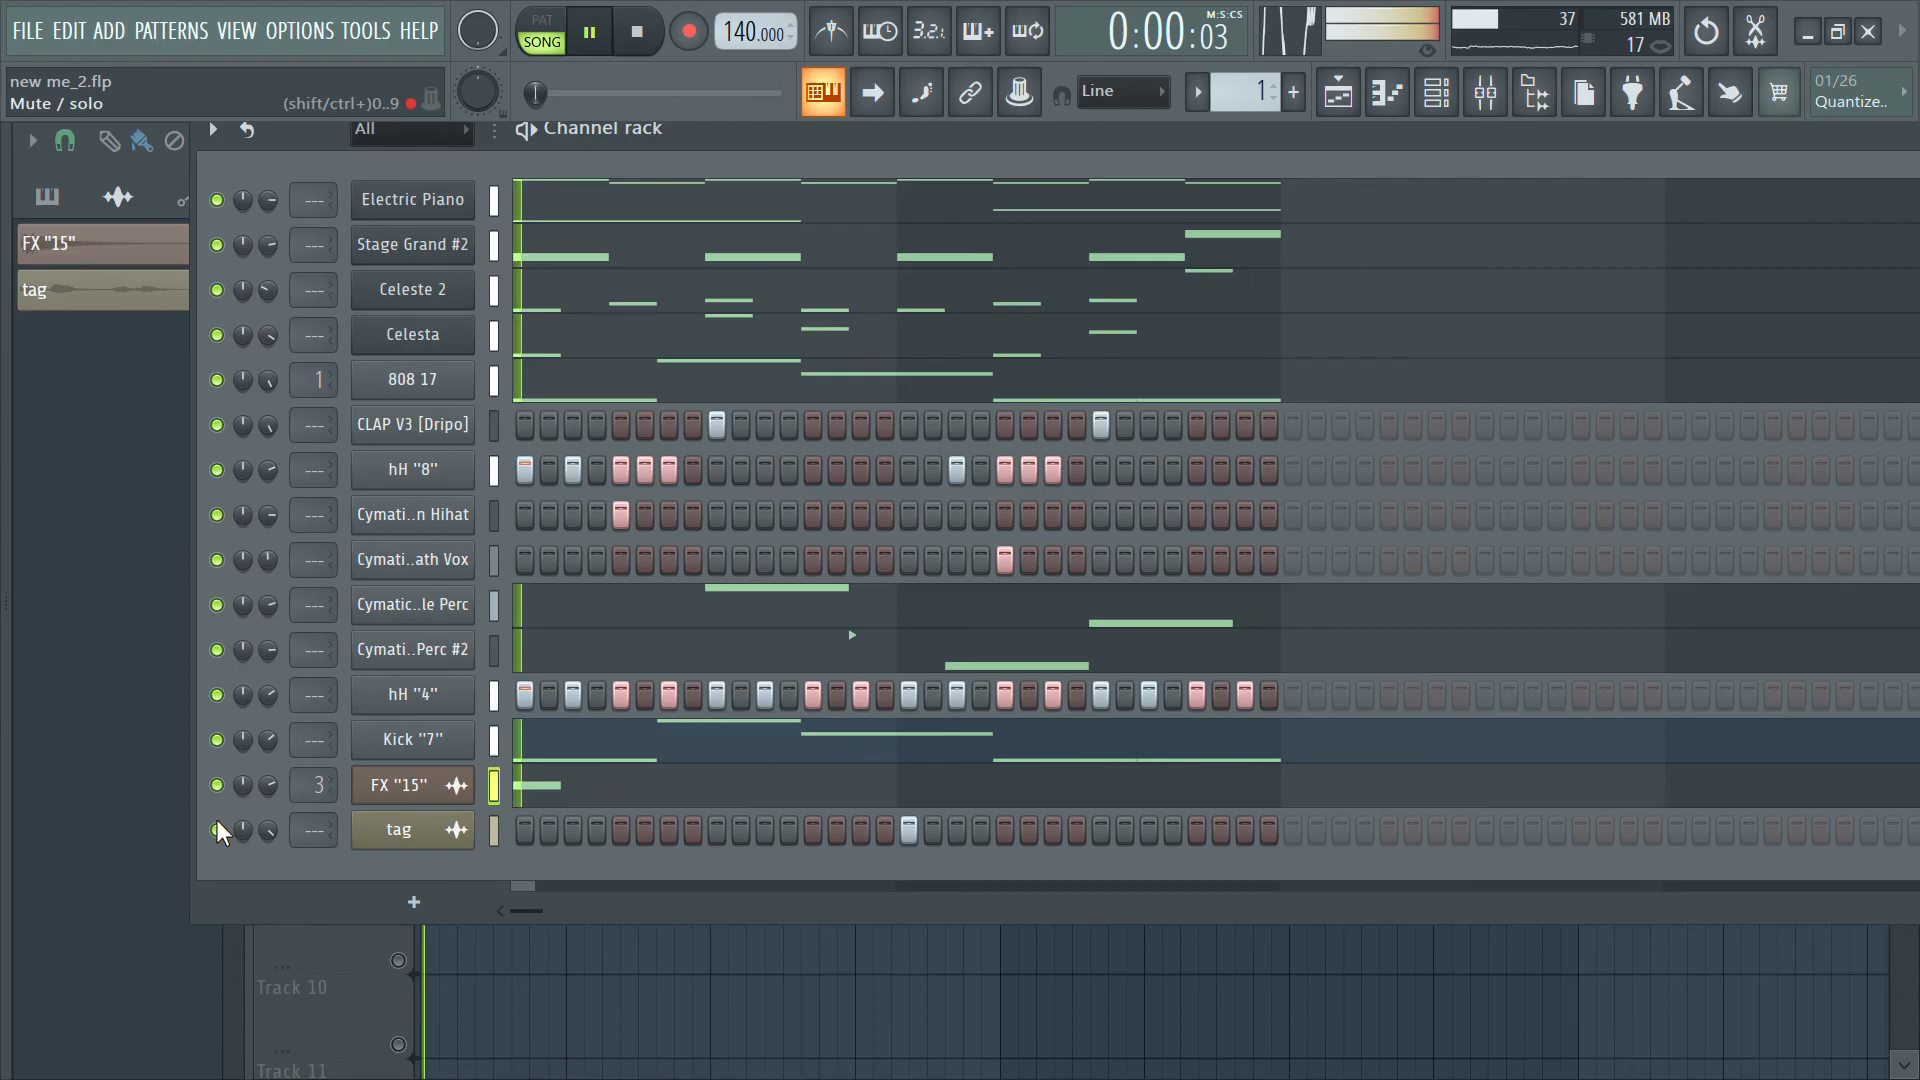 FILE EDIT ADD PATTERNS VIEW OPTIONS TOOLS HELP
PAT
SONG
140.000
3.2.1
0:00:03
M:S:CS
37
581 MB
17
new me_2.flp
Mute / solo
(shift/ctrl+)0..9
Line
1
01/26
Quantize..
All
Channel rack
FX "15"
tag
--- Electric Piano
--- Stage Grand #2
--- Celeste 2
--- Celesta
1 808 17
--- CLAP V3 [Dripo]
--- hH "8"
--- Cymati..n Hihat
--- Cymati..ath Vox
--- Cymatic..le Perc
--- Cymati..Perc #2
--- hH "4"
--- Kick "7"
3 FX "15"
--- tag
+
Track 10
Track 11